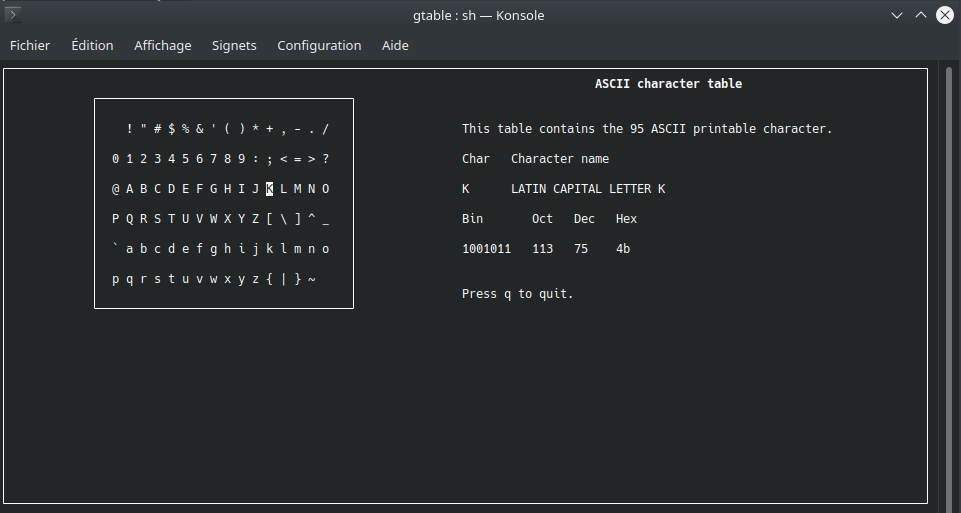 gtable : sh — Konsole
Fichier Édition Affichage Signets Configuration Aide
ASCII character table
! " # $ % & ' ( ) * + , - . /
0 1 2 3 4 5 6 7 8 9 : ; < = > ?
@ A B C D E F G H I J K L M N O
P Q R S T U V W X Y Z [ \ ] ^ _
` a b c d e f g h i j k l m n o
p q r s t u v w x y z { | } ~
This table contains the 95 ASCII printable character.
Char Character name
K LATIN CAPITAL LETTER K
Bin Oct Dec Hex
1001011 113 75 4b
Press q to quit.